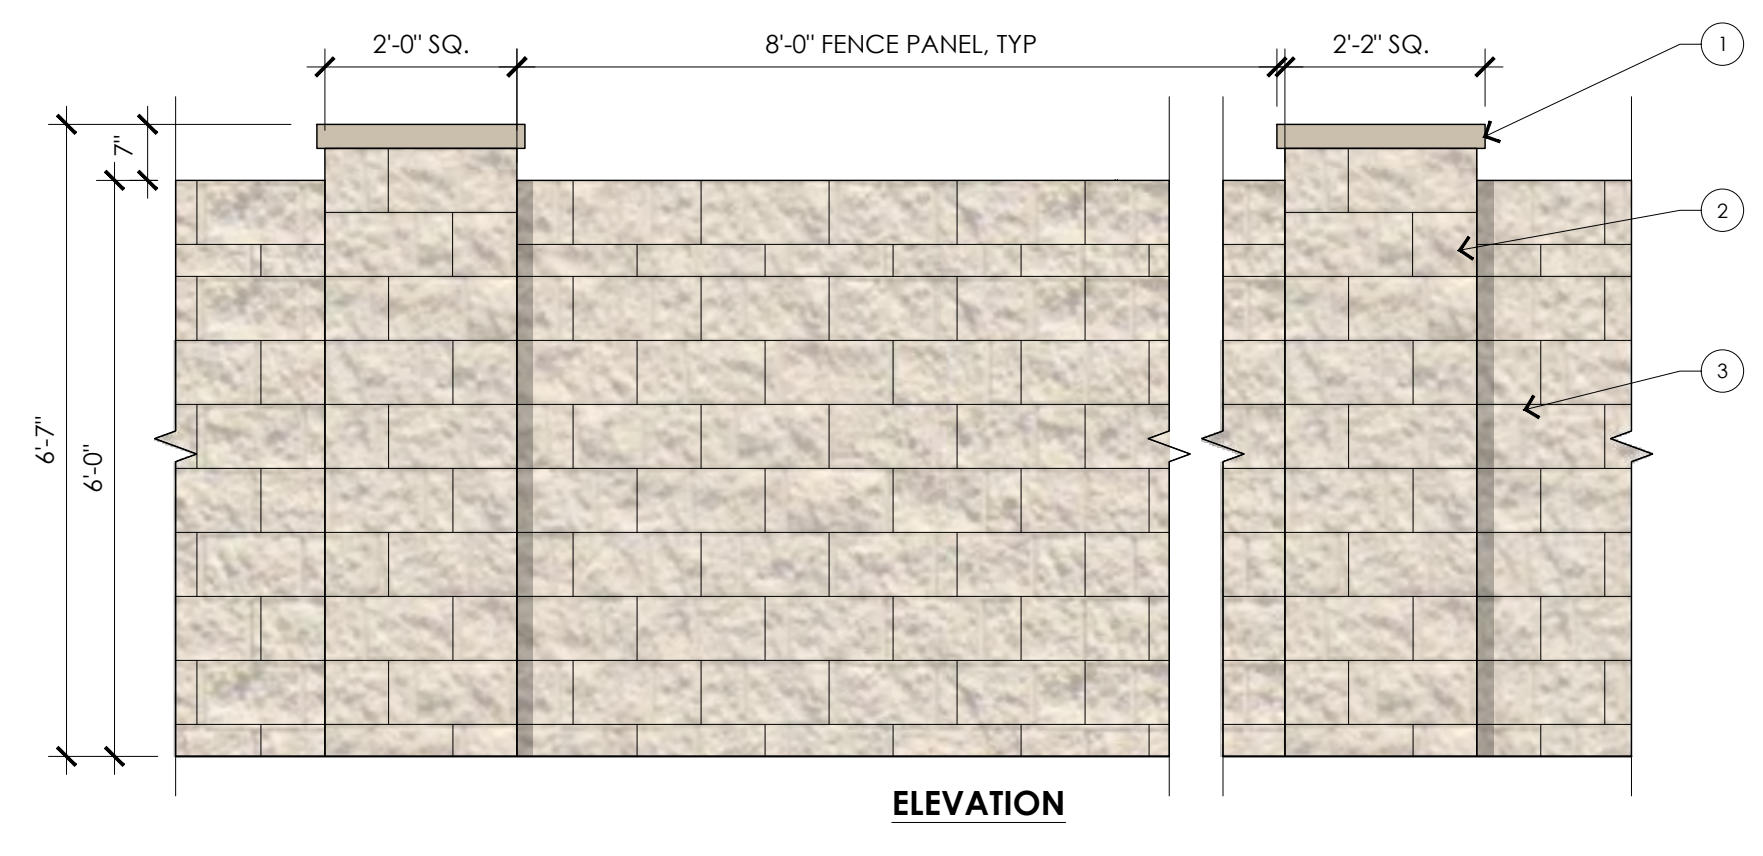 2'-0" SQ.
8'-0" FENCE PANEL, TYP
2'-2" SQ.
1
7"
2
3
6'-7"
6'-0"
ELEVATION